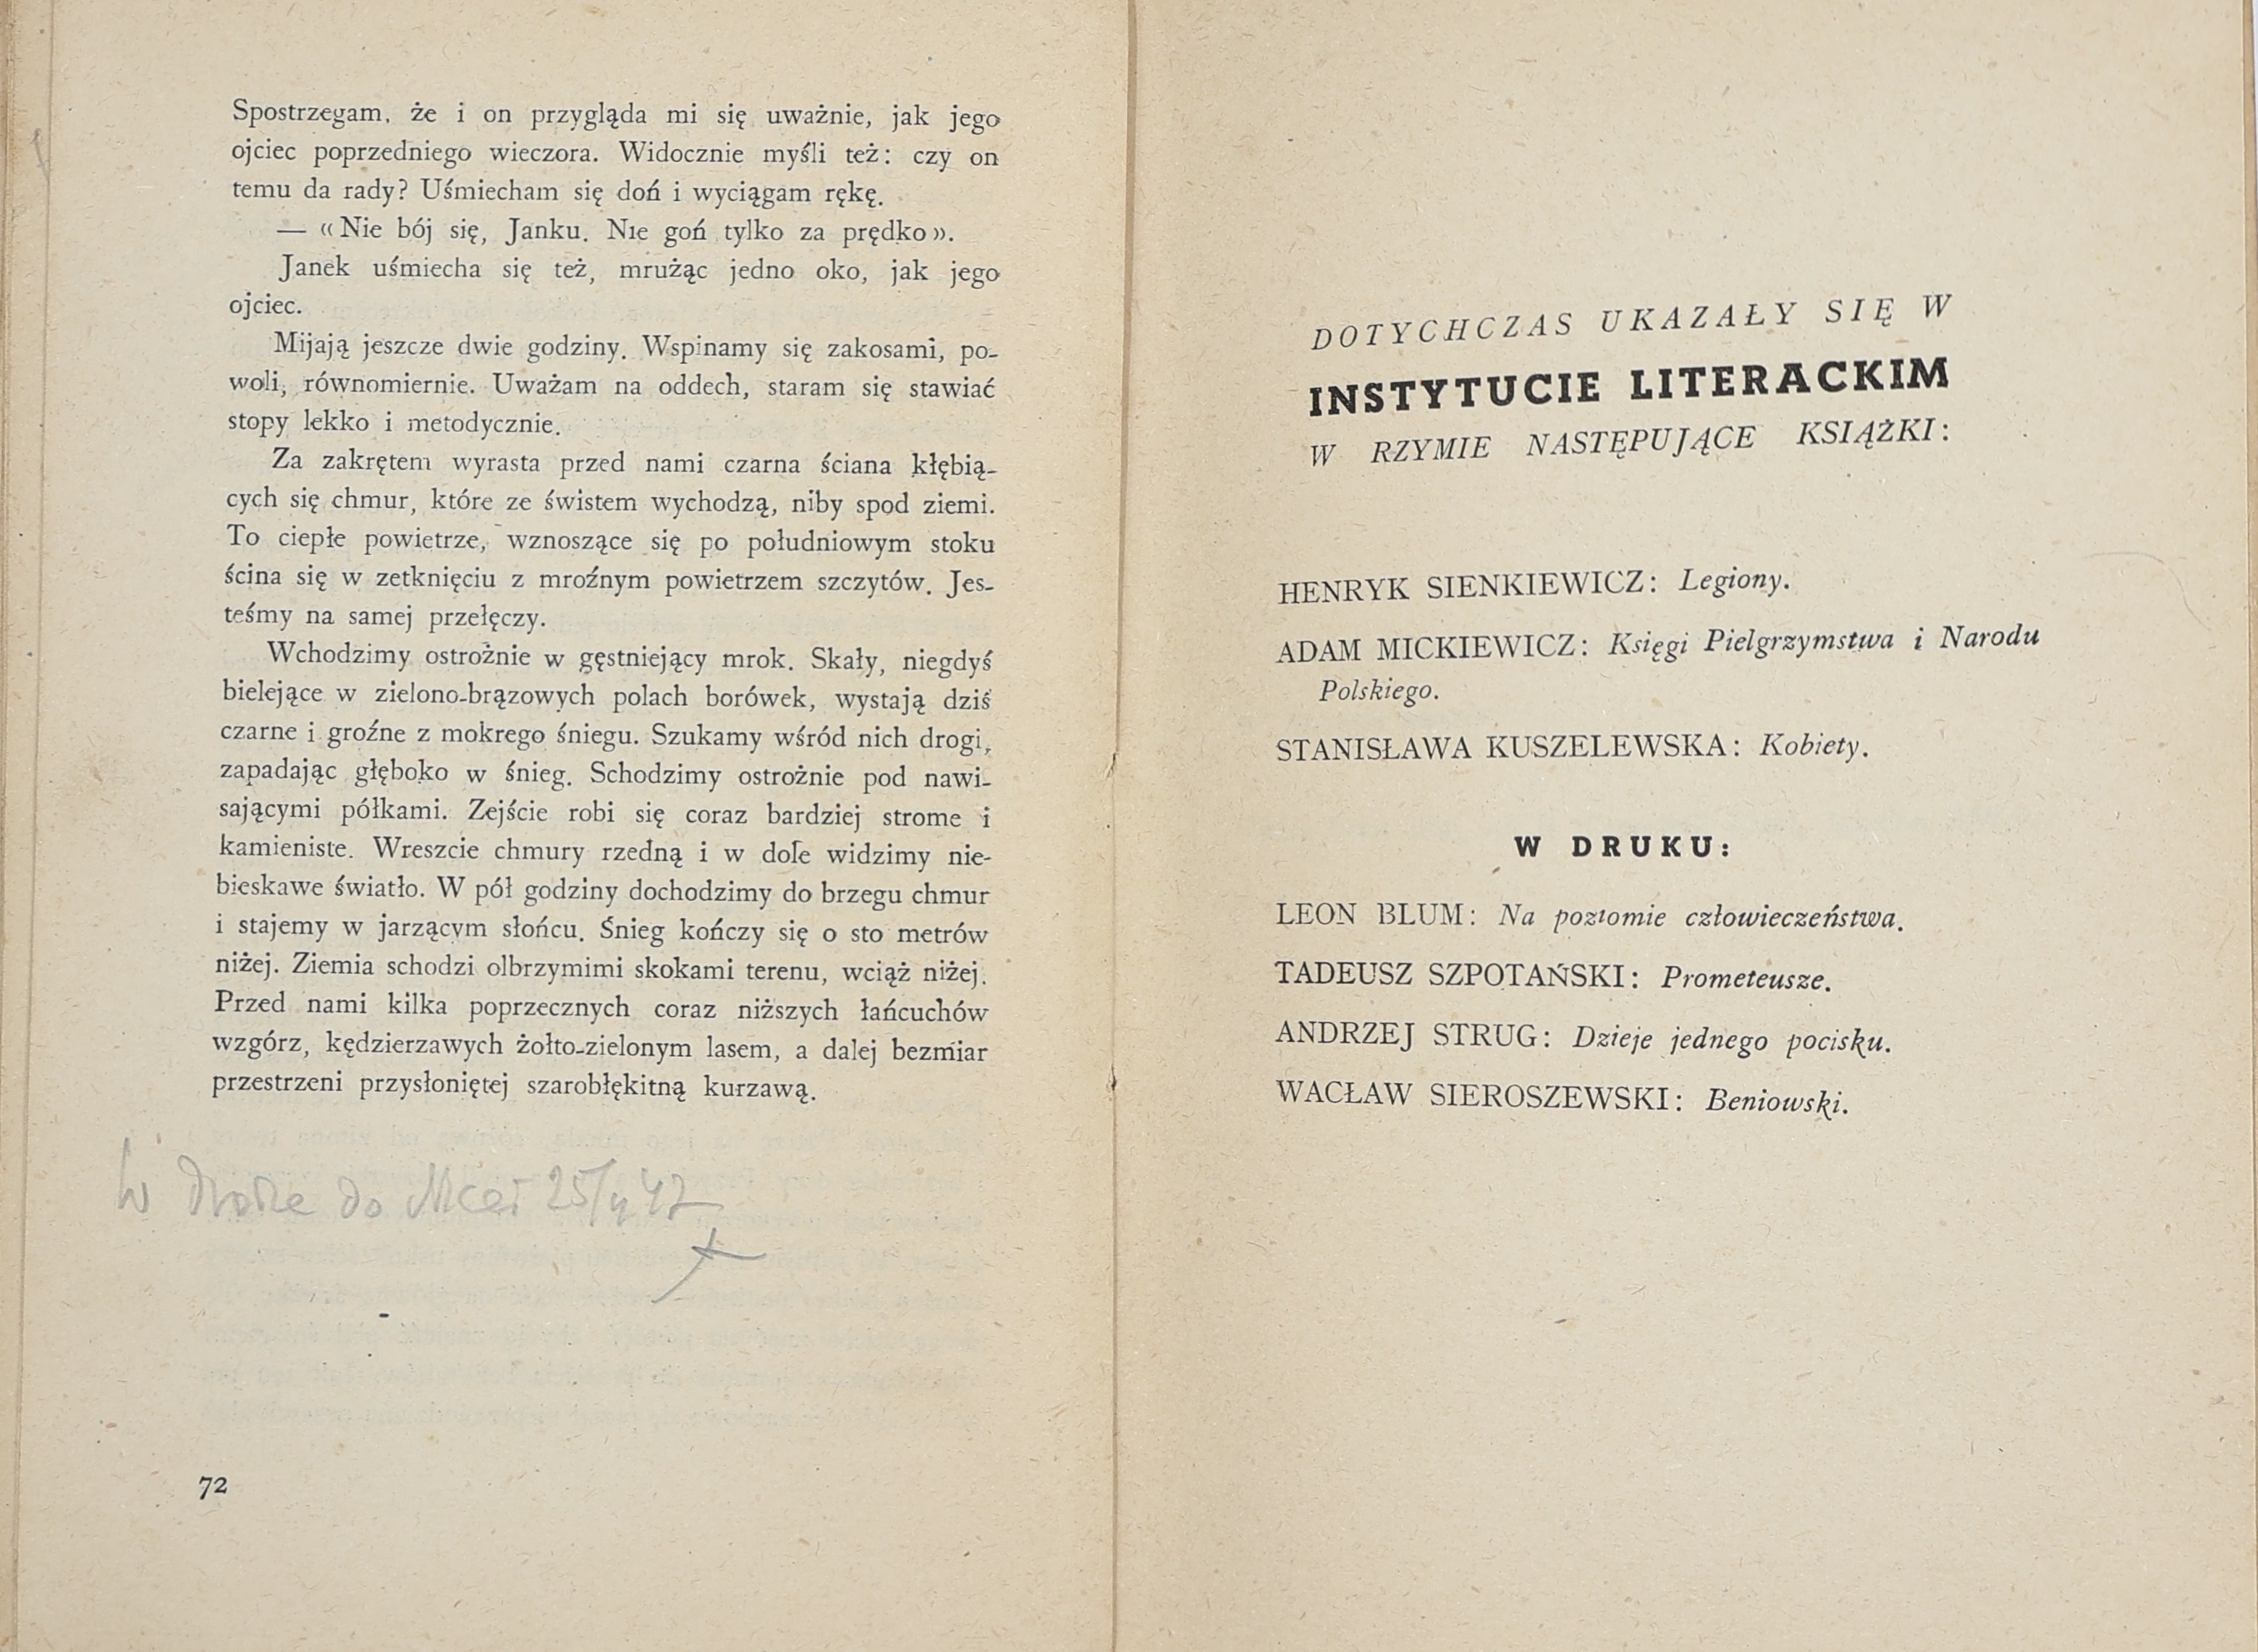 Spostrzegam, że i on przygląda mi się uważnie, jak jego
ojciec poprzedniego wieczora. Widocznie myśli też: czy on
temu da rady? Uśmiecham się doń i wyciągam rękę.
— «Nie bój się, Janku. Nie goń tylko za prędko».
Janek uśmiecha się też, mrużąc jedno oko, jak jego
ojciec.
Mijają jeszcze dwie godziny. Wspinamy się zakosami, po-
woli, równomiernie. Uważam na oddech, staram się stawiać
stopy lekko i metodycznie.
Za zakrętem wyrasta przed nami czarna ściana kłębią-
cych się chmur, które ze świstem wychodzą, niby spod ziemi.
To ciepłe powietrze, wznoszące się po południowym stoku
ścina się w zetknięciu z mroźnym powietrzem szczytów. Jes-
teśmy na samej przełęczy.
Wchodzimy ostrożnie w gęstniejący mrok. Skały, niegdyś
bielejące w zielono-brązowych polach borówek, wystają dziś
czarne i groźne z mokrego śniegu. Szukamy wśród nich drogi,
zapadając głęboko w śnieg. Schodzimy ostrożnie pod nawi-
sającymi półkami. Zejście robi się coraz bardziej strome i
kamieniste. Wreszcie chmury rzedną i w dole widzimy nie-
bieskawe światło. W pół godziny dochodzimy do brzegu chmur
i stajemy w jarzącym słońcu. Śnieg kończy się o sto metrów
niżej. Ziemia schodzi olbrzymimi skokami terenu, wciąż niżej.
Przed nami kilka poprzecznych coraz niższych łańcuchów
wzgórz, kędzierzawych żołto-zielonym lasem, a dalej bezmiar
przestrzeni przysłoniętej szarobłękitną kurzawą.
W drodze do 25/ 47
72
DOTYCHCZAS UKAZAŁY SIĘ W
INSTYTUCIE LITERACKIM
W RZYMIE NASTĘPUJĄCE KSIĄŻKI:
HENRYK SIENKIEWICZ: Legiony.
ADAM MICKIEWICZ: Księgi Pielgrzymstwa i Narodu
Polskiego.
STANISŁAWA KUSZELEWSKA: Kobiety.
W DRUKU:
LEON BLUM: Na poziomie człowieczeństwa.
TADEUSZ SZPOTAŃSKI: Prometeusze.
ANDRZEJ STRUG: Dzieje jednego pocisku.
WACŁAW SIEROSZEWSKI: Beniowski.